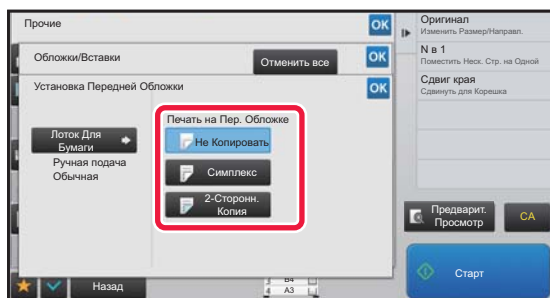 Прочие
OK
Обложки/Вставки
Отменить все
OK
Установка Передней Обложки
OK
Печать на Пер. Обложке
Лоток Для
Бумаги
Ручная подача
Обычная
Не Копировать
Симплекс
2-Сторонн.
Копия
Назад
B4
4 A3
Оригинал
Изменить Размер/Направл.
N в 1
Поместить Неск. Стр. на Одной
Сдвиг края
Сдвинуть для Корешка
Предварит.
Просмотр
CA
Старт